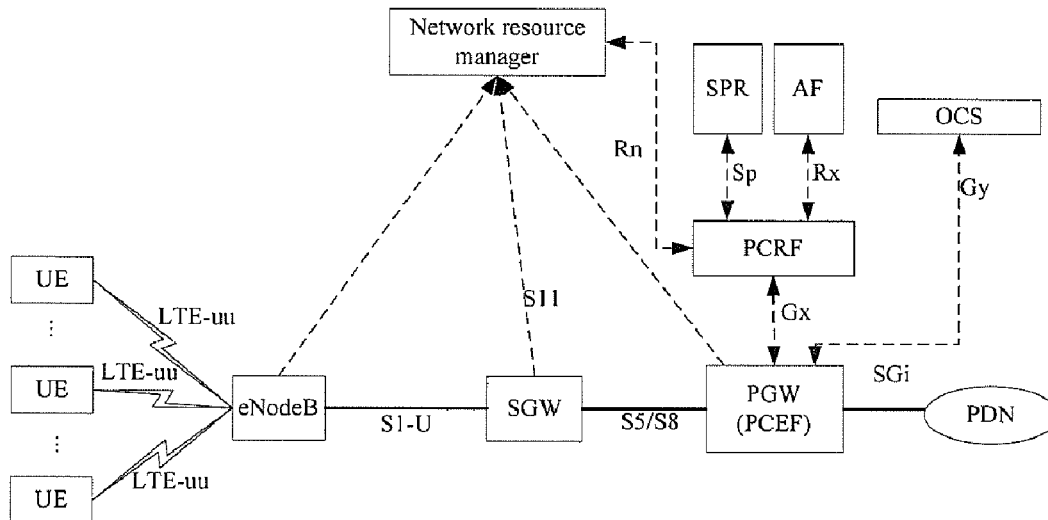 Network resource
manager
SPR
AF
OCS
Rn
Sp
Rx
Gy
PCRF
UE
S11
Gx
LTE-uu
⋮
UE
LTE-uu
eNodeB
SGW
PGW
(PCEF)
SGi
PDN
S1-U
S5/S8
⋮
LTE-uu
UE